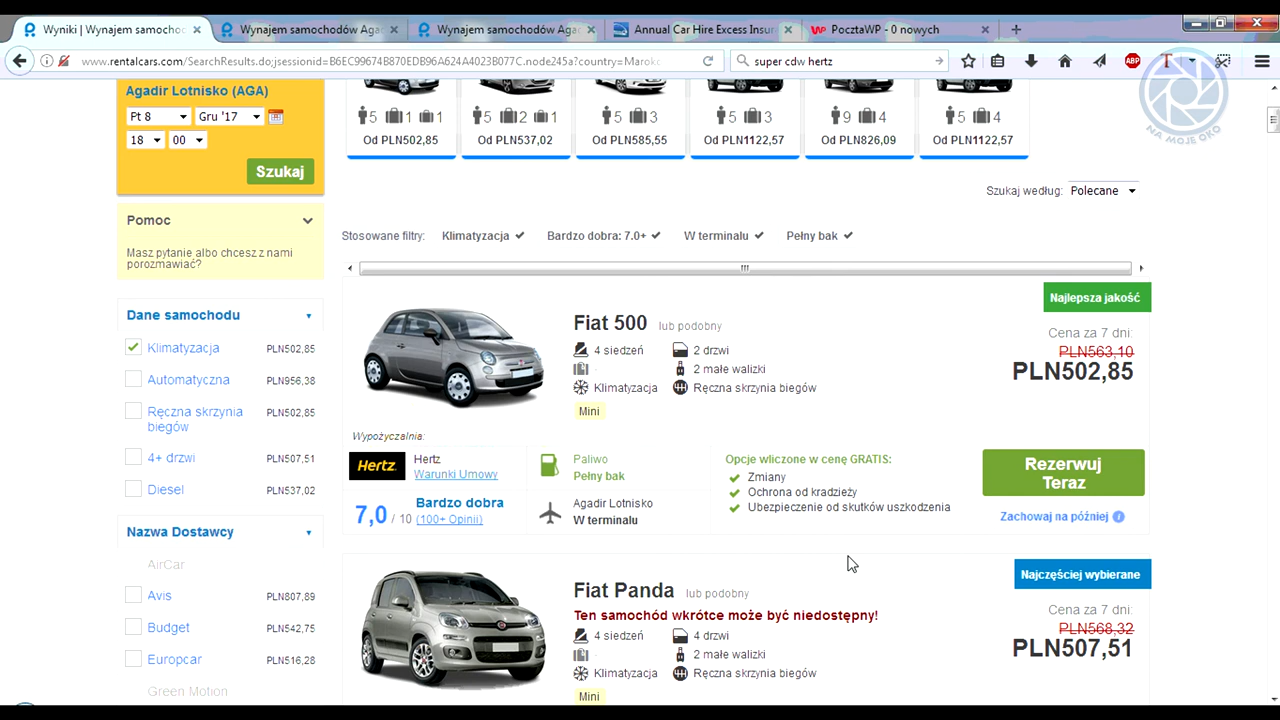 Wyniki | Wynajem samochoc
Wynajem samochodów Aga
Wynajem samochodów Aga
Annual Car Hire Excess Insur
PocztaWP - 0 nowych
super cdw hertz
ABP
NA MOJE OKO
Agadir Lotnisko (AGA)
Pt 8 Gru '17
18 00
Szukaj
5 1 1
5 2 1
5 3
5 3
9 4
5 4
Od PLN502,85
Od PLN537,02
Od PLN585,55
Od PLN1122,57
Od PLN826,09
Od PLN1122,57
Szukaj według: Polecane
Pomoc
Masz pytanie albo chcesz z nami
porozmawiać?
Stosowane filtry: Klimatyzacja Bardzo dobra: 7.0+ W terminalu Pełny bak
Dane samochodu
Klimatyzacja PLN502,85
Automatyczna PLN956,38
Ręczna skrzynia
biegów PLN502,85
4+ drzwi PLN507,51
Diesel PLN537,02
Nazwa Dostawcy
AirCar
Avis PLN807,89
Budget PLN542,75
Europcar PLN516,28
Green Motion
Najlepsza jakość
Fiat 500 lub podobny
4 siedzeń 2 drzwi
2 małe walizki
Klimatyzacja Ręczna skrzynia biegów
Mini
Cena za 7 dni:
PLN563,10
PLN502,85
Wypożyczalnia:
Hertz.
Hertz
Warunki Umowy
7,0 / 10
Bardzo dobra
(100+ Opinii)
Paliwo
Pełny bak
Agadir Lotnisko
W terminalu
Opcje wliczone w cenę GRATIS:
Zmiany
Ochrona od kradzieży
Ubezpieczenie od skutków uszkodzenia
Rezerwuj
Teraz
Zachowaj na później
Najczęściej wybierane
Fiat Panda lub podobny
Ten samochód wkrótce może być niedostępny!
4 siedzeń 4 drzwi
2 małe walizki
Klimatyzacja Ręczna skrzynia biegów
Mini
Cena za 7 dni:
PLN568,32
PLN507,51